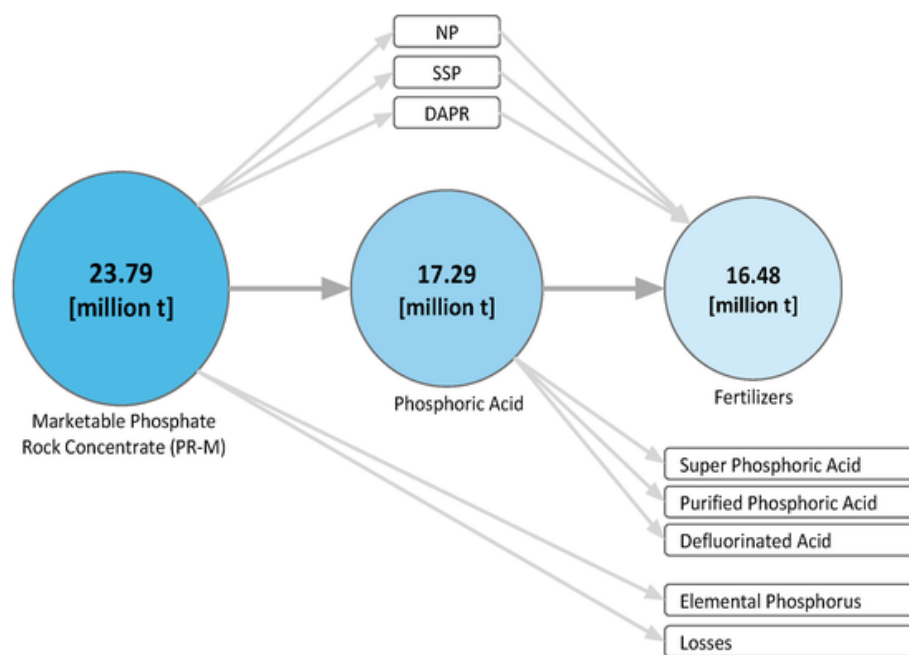 NP
SSP
DAPR
23.79
[million t]
17.29
[million t]
16.48
[million t]
Marketable Phosphate
Rock Concentrate (PR-M)
Phosphoric Acid
Fertilizers
Super Phosphoric Acid
Purified Phosphoric Acid
Defluorinated Acid
Elemental Phosphorus
Losses